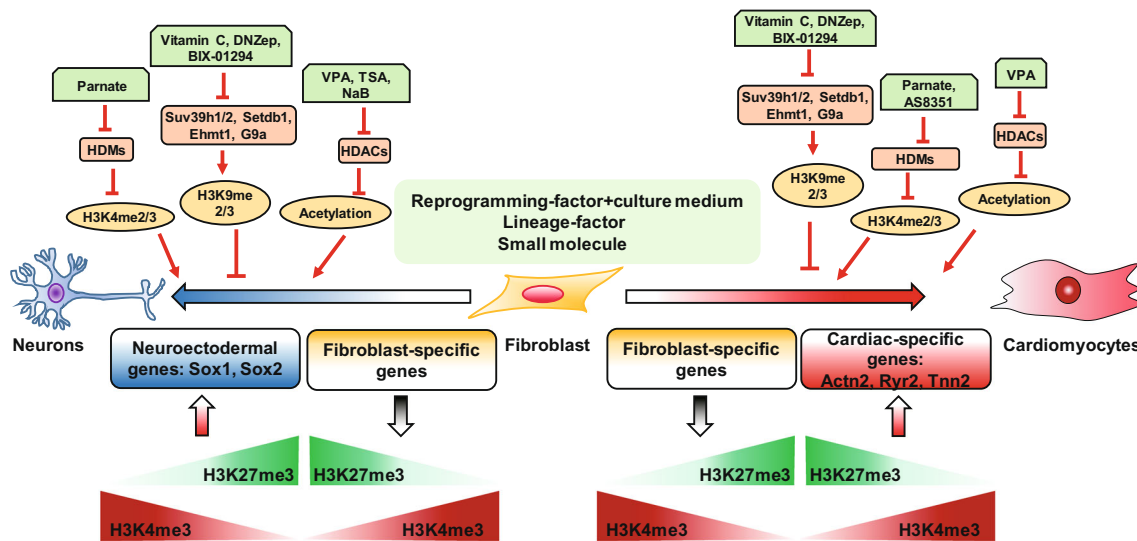 Vitamin C, DNZep,
BIX-01294
Parnate
VPA, TSA,
NaB
Suv39h1/2, Setdb1,
Ehmt1, G9a
HDMs
HDACs
H3K9me
2/3
H3K4me2/3
Acetylation
Reprogramming-factor+culture medium
Lineage-factor
Small molecule
Vitamin C, DNZep,
BIX-01294
Parnate,
AS8351
VPA
Suv39h1/2, Setdb1,
Ehmt1, G9a
HDMs
HDACs
H3K9me
2/3
H3K4me2/3
Acetylation
Neurons
Fibroblast
Cardiomyocytes
Neuroectodermal
genes: Sox1, Sox2
Fibroblast-specific
genes
Fibroblast-specific
genes
Cardiac-specific
genes:
Actn2, Ryr2, Tnn2
H3K27me3
H3K27me3
H3K27me3
H3K27me3
H3K4me3
H3K4me3
H3K4me3
H3K4me3